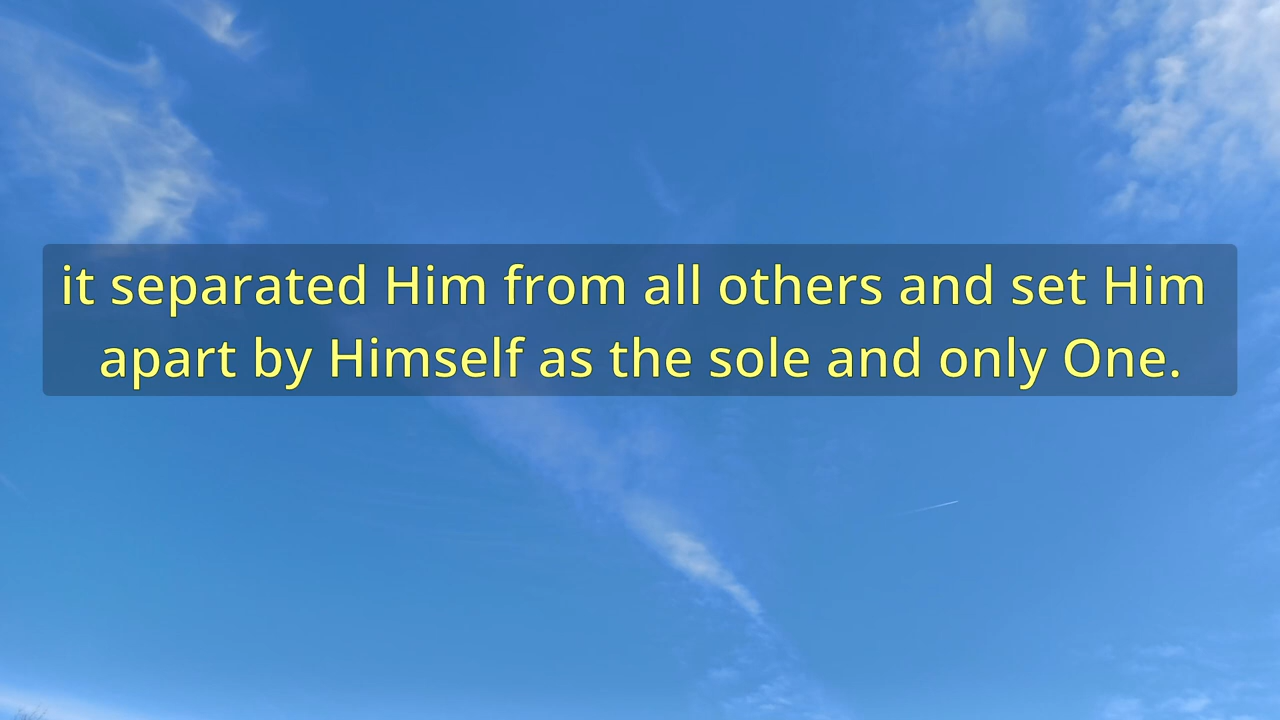 it separated Him from all others and set Him
apart by Himself as the sole and only One.